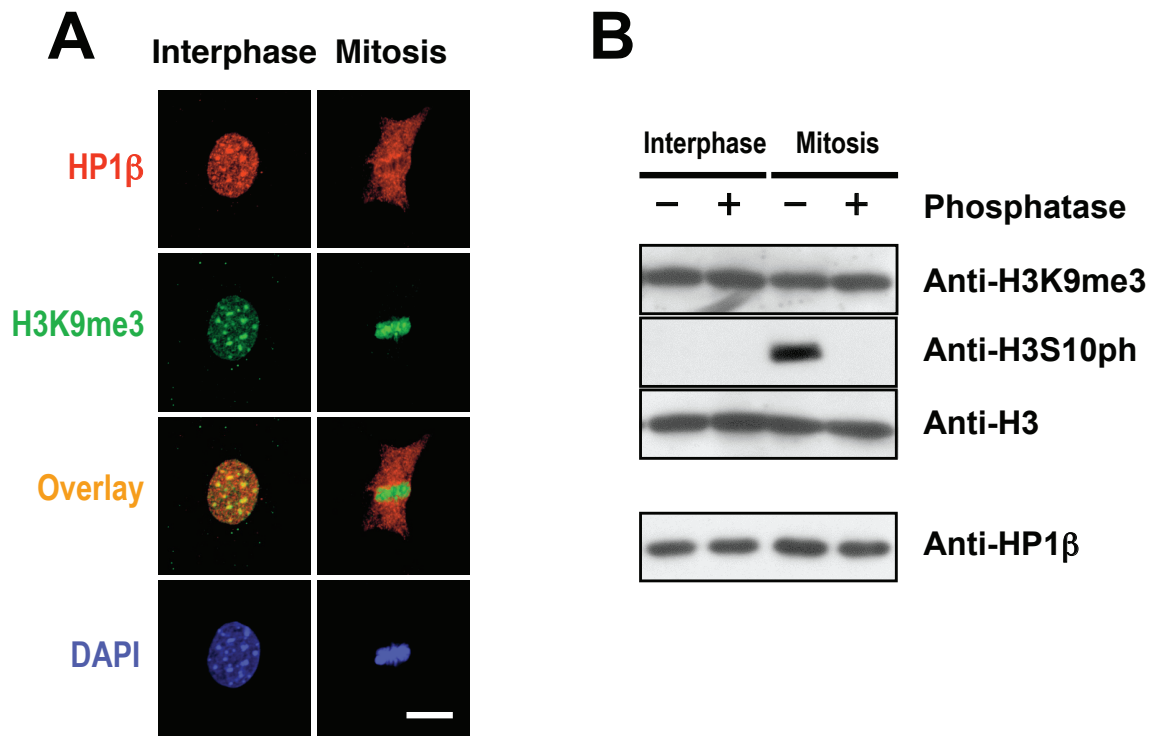 A
Interphase Mitosis
HP1β
H3K9me3
Overlay
DAPI
B
Interphase Mitosis
− + − + Phosphatase
Anti-H3K9me3
Anti-H3S10ph
Anti-H3
Anti-HP1β